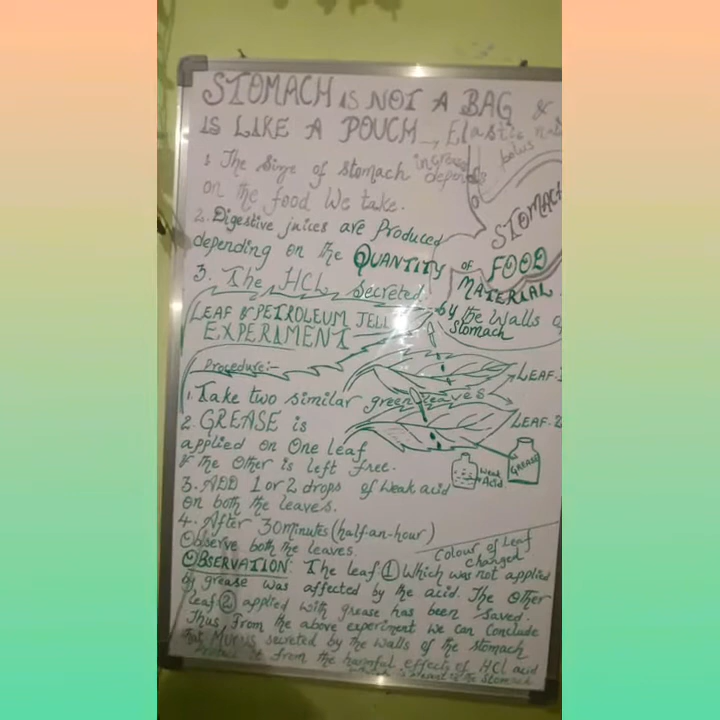 STOMACH IS NOT A BAG &
IS LIKE A POUCH → Elastic
bolus
1. The size of stomach increased depends
on the food We take.
STOMACH
2. Digestive juices are Produced
depending on the QUANTITY OF FOOD
MATERIAL
3. The HCl secreted by the Walls of
Stomach
LEAF & PETROLEUM JELLY
EXPERIMENT
Procedure:-
LEAF-1
1. Take two similar green leaves
LEAF-2
2. GREASE is
applied on One leaf
& the Other is left free.
Weak
Acid
GREASE
3. ADD 1 or 2 drops of weak acid
on both the leaves.
4. After 30 minutes (half-an-hour)
Observe both the leaves.
Colour of Leaf
changed
OBSERVATION: The leaf ① Which was not applied
by grease was affected by the acid. The Other
leaf ② applied with grease has been saved.
Thus, From the above experiment we can Conclude
that Mucus secreted by the walls of the stomach
protect it from the harmful effects of HCl acid